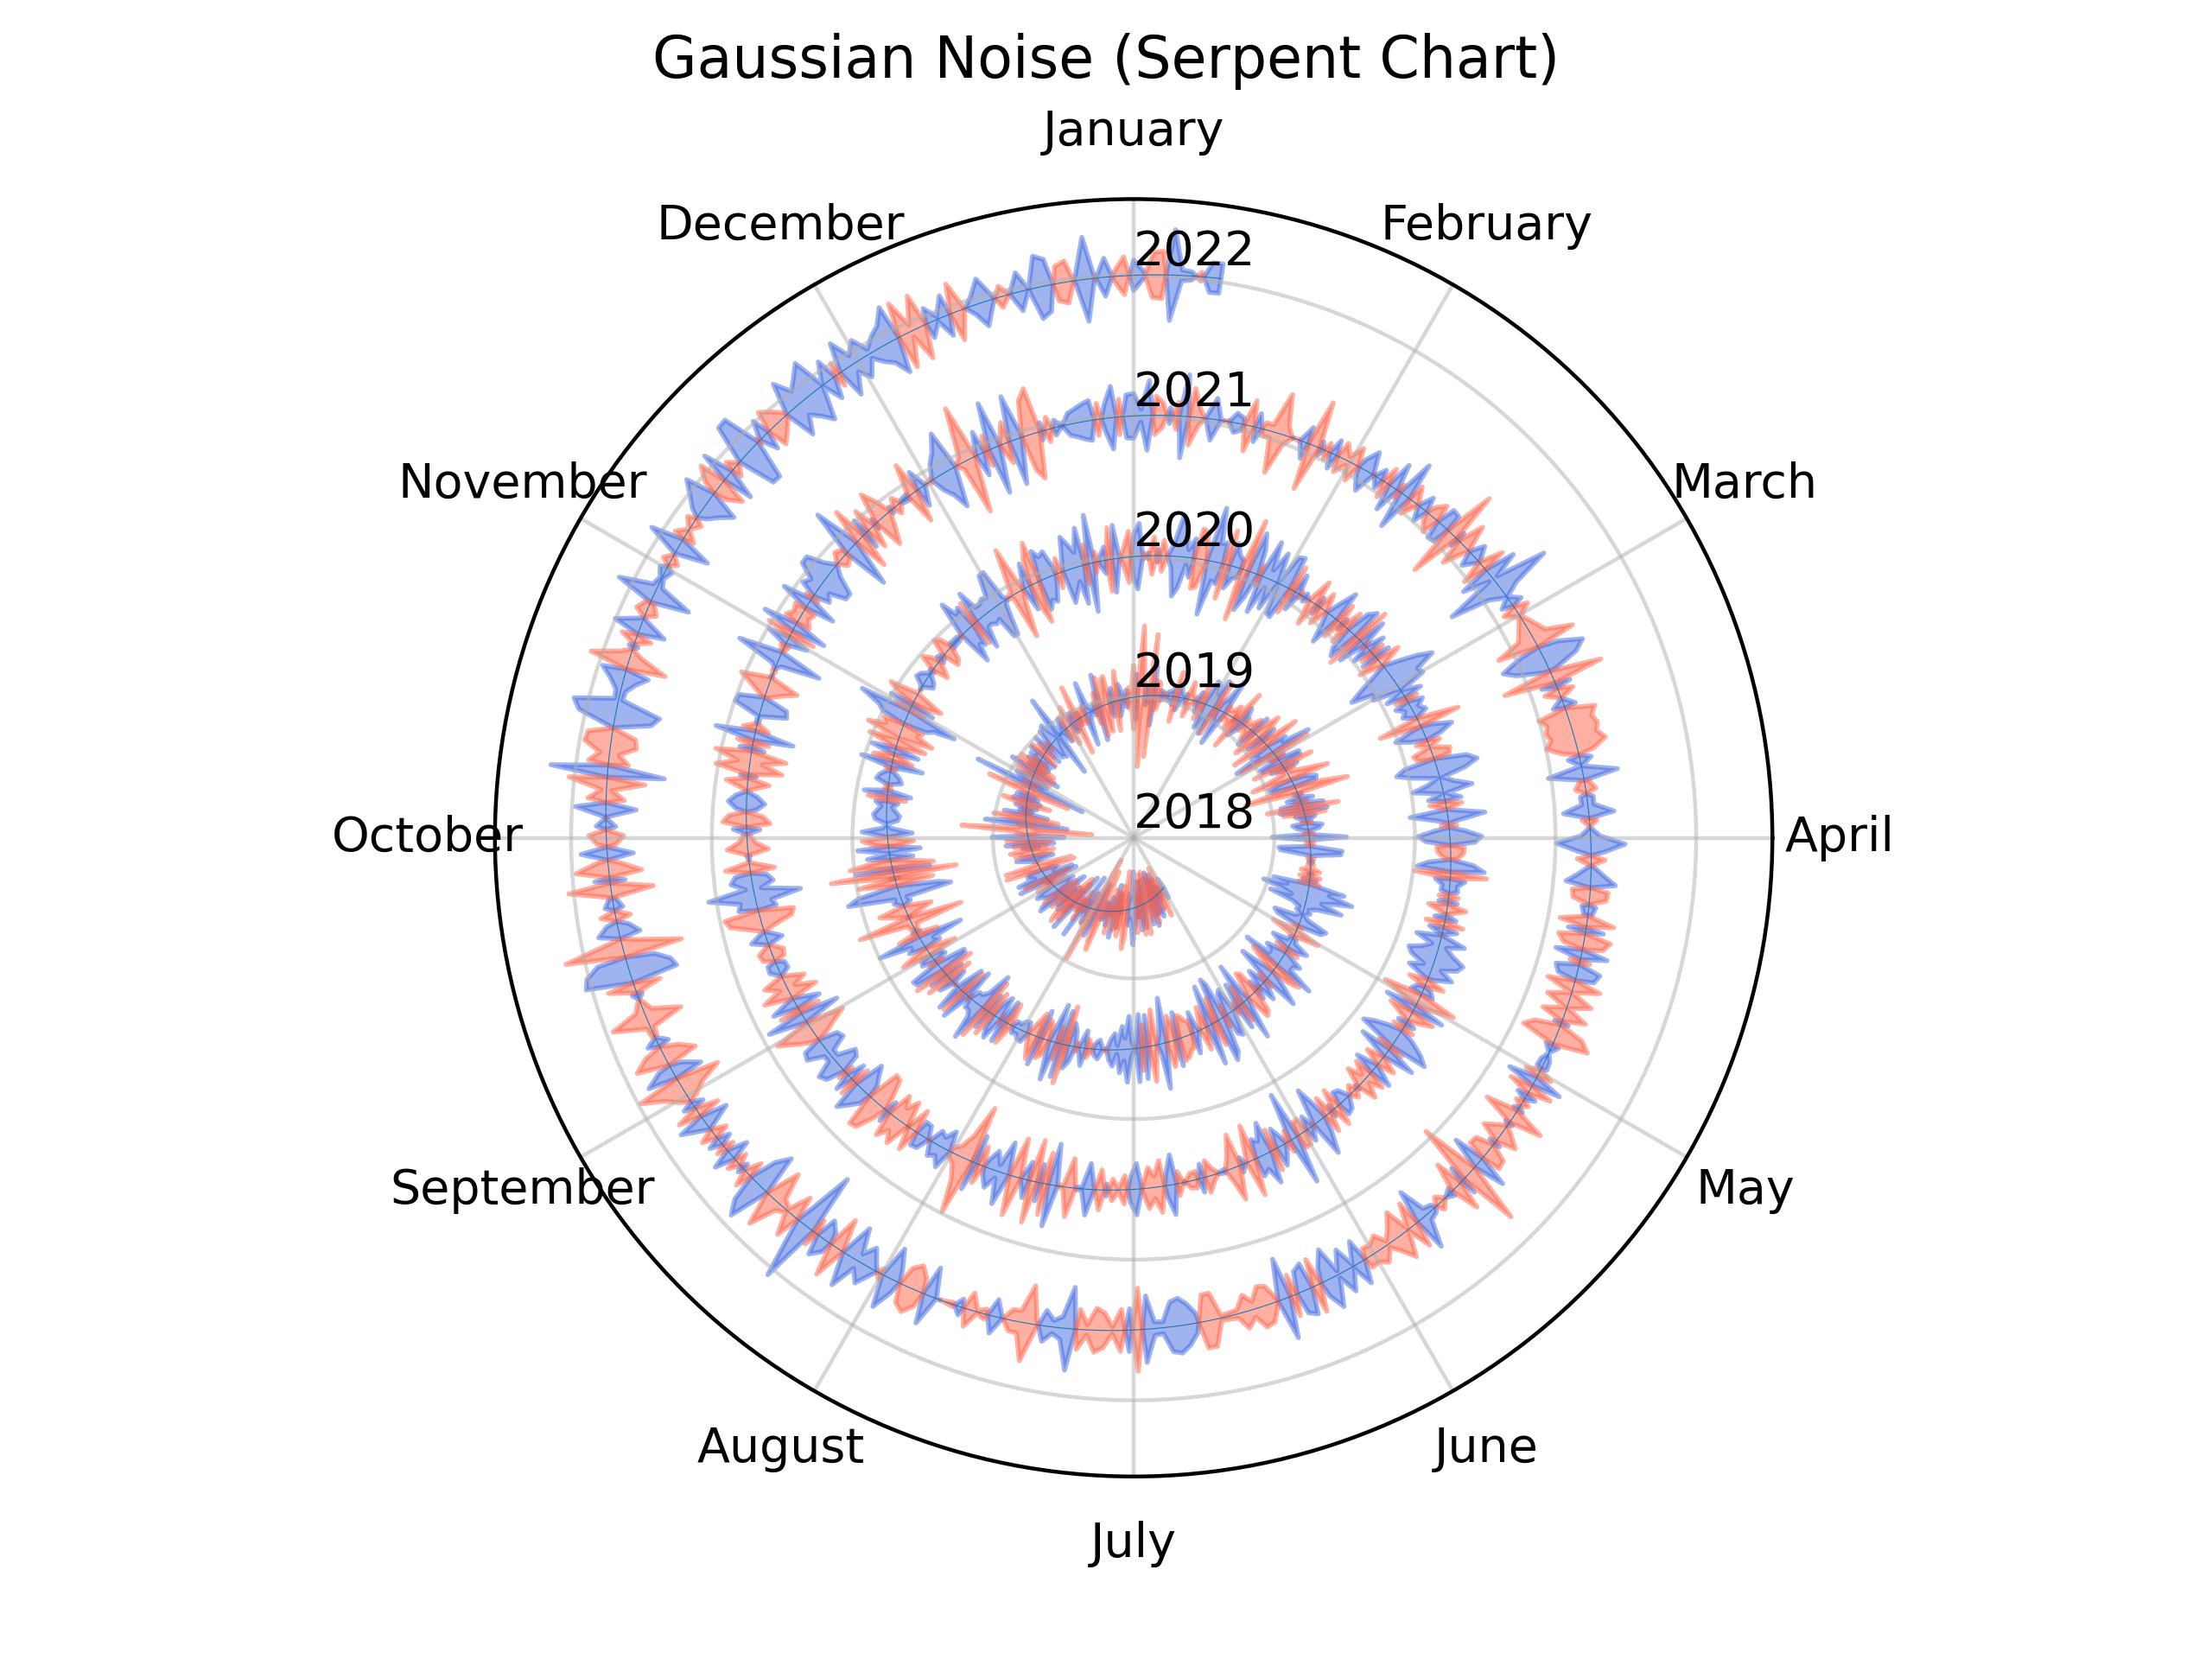 Gaussian Noise (Serpent Chart)
January
December
February
2022
2021
November
March
2020
2019
2018
October
April
September
May
August
June
July